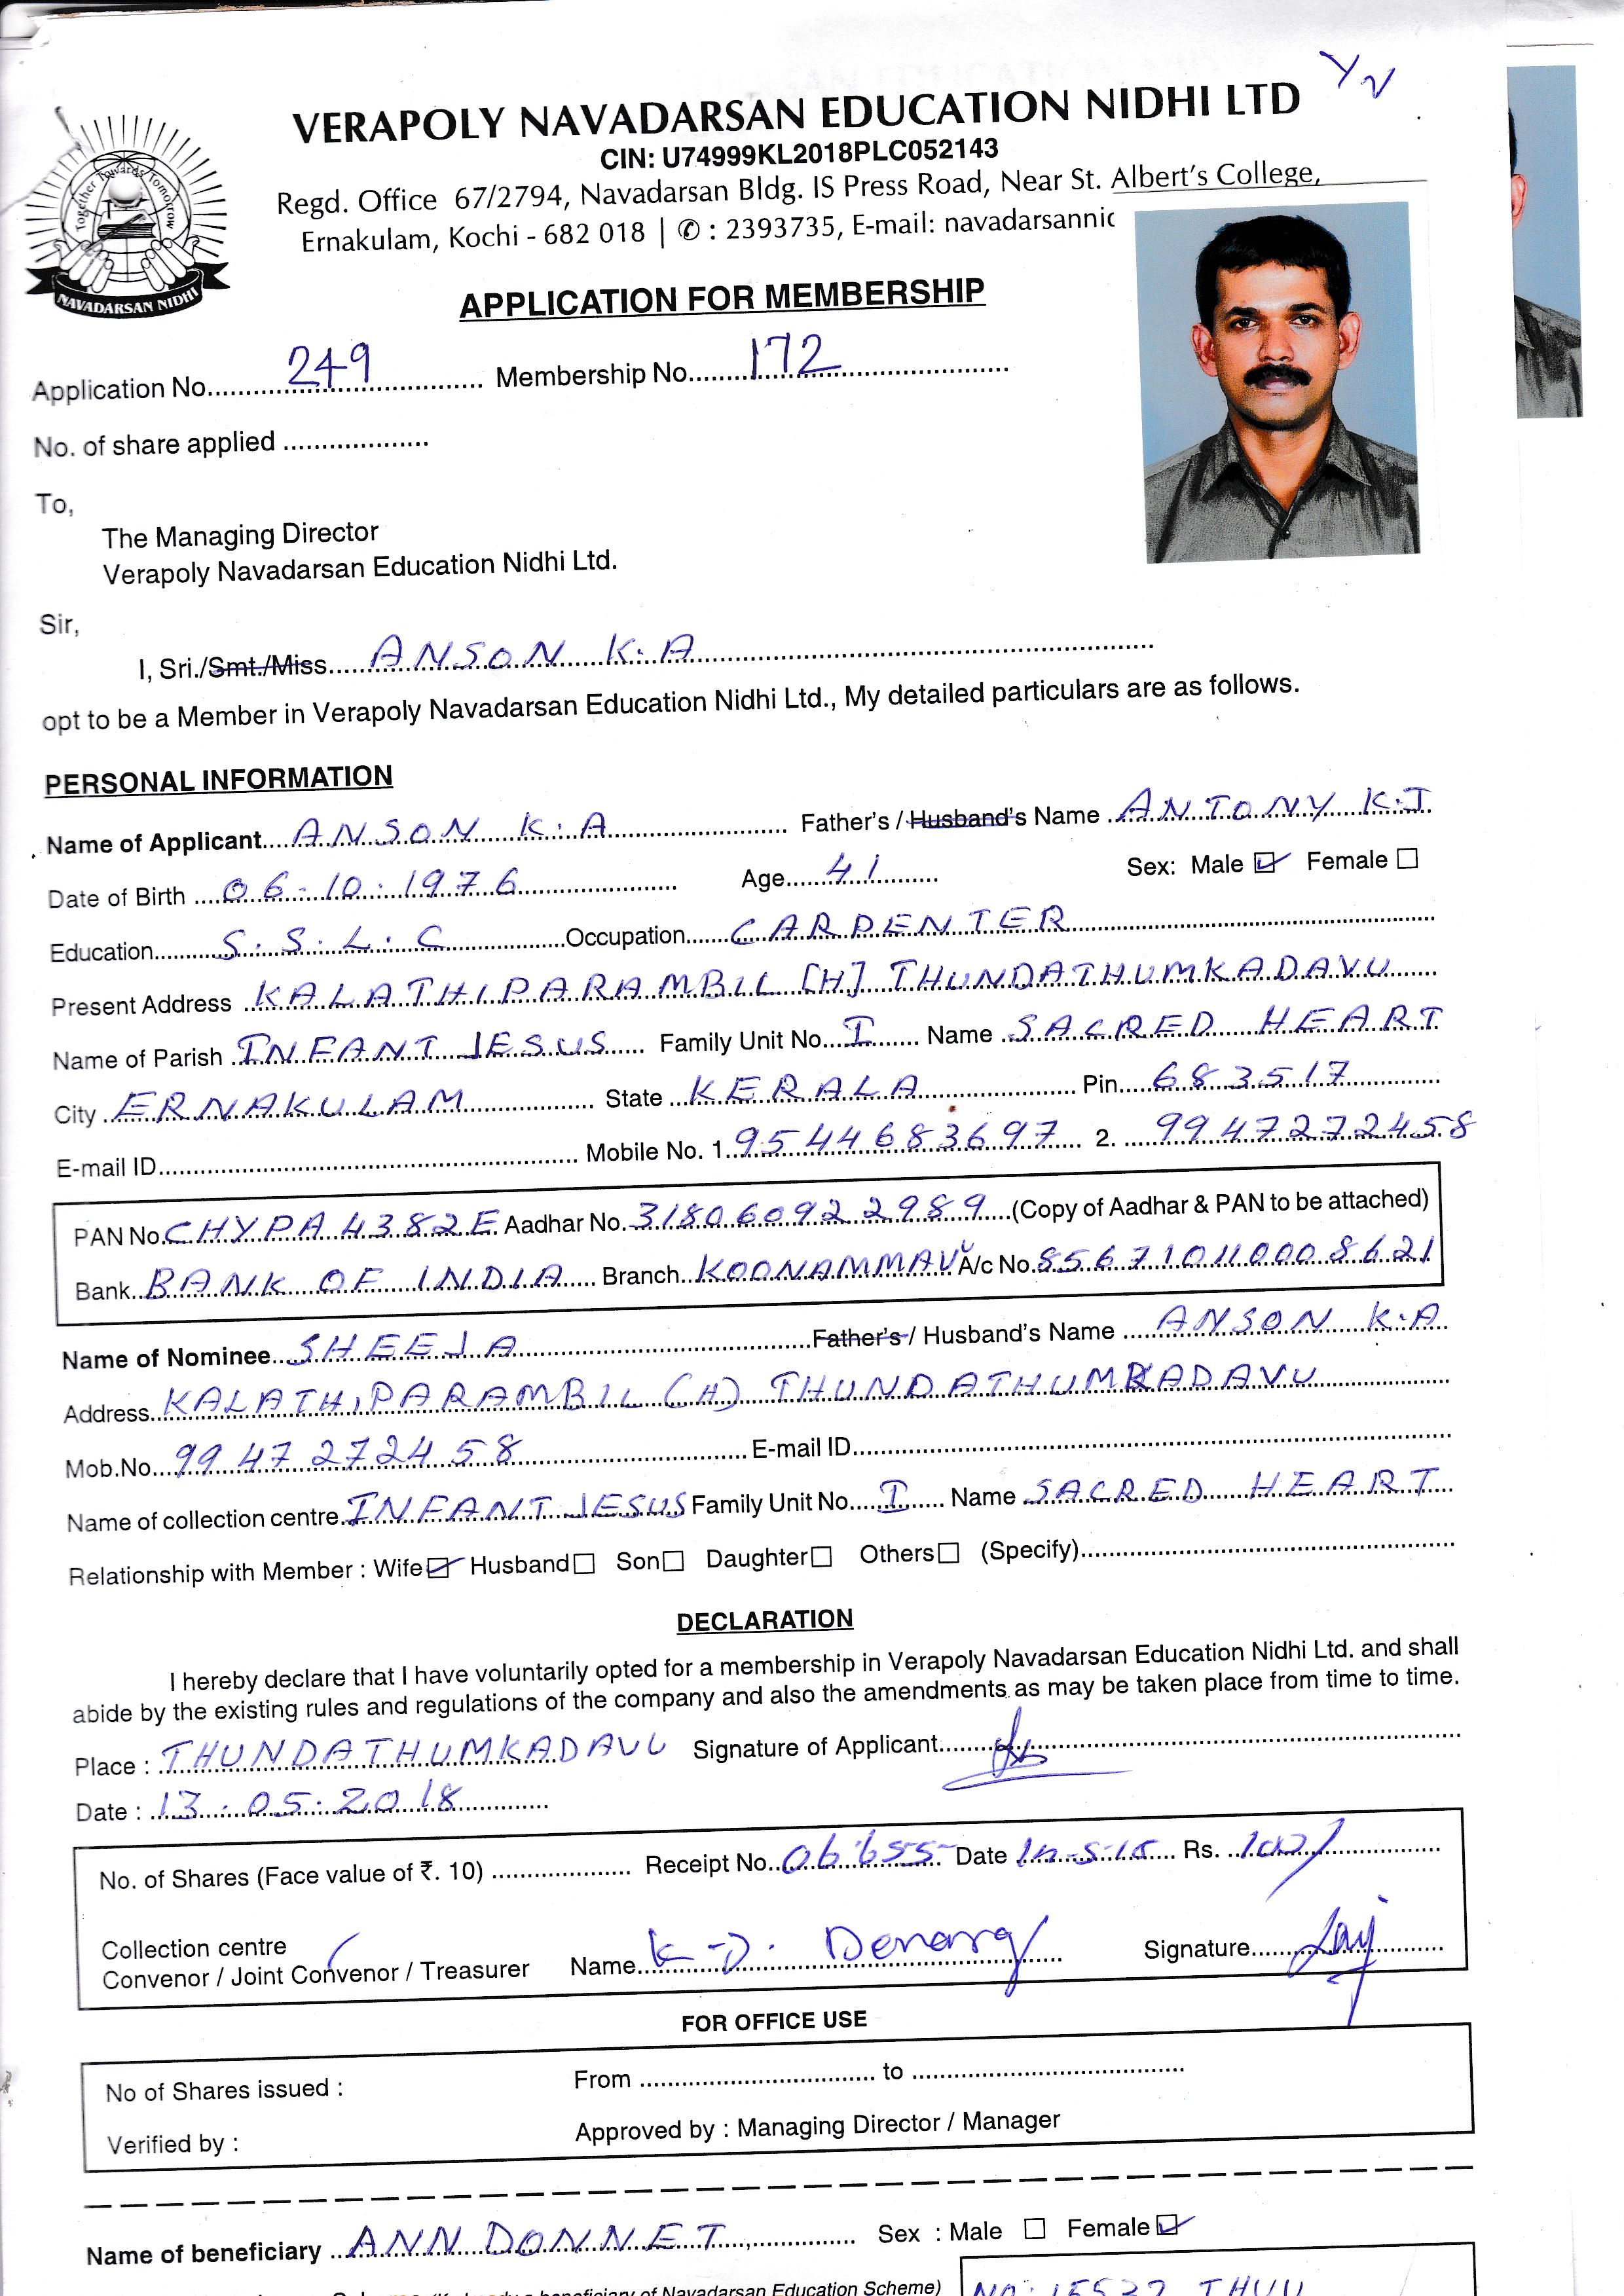 VERAPOLY NAVADARSAN EDUCATION NIDHI LTD
CIN: U74999KL2018PLC052143
Regd. Office 67/2794, Navadarsan Bldg. IS Press Road, Near St. Albert's College,
Ernakulam, Kochi - 682 018 | ✆ : 2393735, E-mail: navadarsannic
Together Towards Tomorrow
NAVADARSAN NIDHI
APPLICATION FOR MEMBERSHIP
Application No. 249 Membership No. 172
No. of share applied
To,
The Managing Director
Verapoly Navadarsan Education Nidhi Ltd.
Sir,
I, Sri./Smt./Miss ANSON K.A
opt to be a Member in Verapoly Navadarsan Education Nidhi Ltd., My detailed particulars are as follows.
PERSONAL INFORMATION
Name of Applicant ANSON K.A Father's / Husband's Name ANTONY K.J
Date of Birth 06-10-1976 Age 41 Sex: Male ☑ Female ☐
Education S.S.L.C Occupation CARPENTER
Present Address KALATHIPARAMBIL [H] THUNDATHUMKADAVU
Name of Parish INFANT JESUS Family Unit No. I Name SACRED HEART
City ERNAKULAM State KERALA Pin 683517
E-mail ID Mobile No. 1. 9544683697 2. 9947272458
PAN No. CHYPA4382E Aadhar No. 318060922989 (Copy of Aadhar & PAN to be attached)
Bank BANK OF INDIA Branch KOONAMMAVU A/c No. 856710110008621
Name of Nominee SHEEJA Father's / Husband's Name ANSON K.A
Address KALATHIPARAMBIL (H) THUNDATHUMKADAVU
Mob.No. 9947272458 E-mail ID
Name of collection centre INFANT JESUS Family Unit No. I Name SACRED HEART
Relationship with Member : Wife ☑ Husband ☐ Son ☐ Daughter ☐ Others ☐ (Specify)
DECLARATION
I hereby declare that I have voluntarily opted for a membership in Verapoly Navadarsan Education Nidhi Ltd. and shall
abide by the existing rules and regulations of the company and also the amendments as may be taken place from time to time.
Place : THUNDATHUMKADAVU Signature of Applicant
Date : 13.05.2018
No. of Shares (Face value of ₹. 10) Receipt No. 06655 Date Rs. 100/
Collection centre
Convenor / Joint Convenor / Treasurer Name K.D. Signature
FOR OFFICE USE
No of Shares issued : From to
Verified by : Approved by : Managing Director / Manager
Name of beneficiary ANN DONNET Sex : Male ☐ Female ☑
beneficiary of Navadarsan Education Scheme)